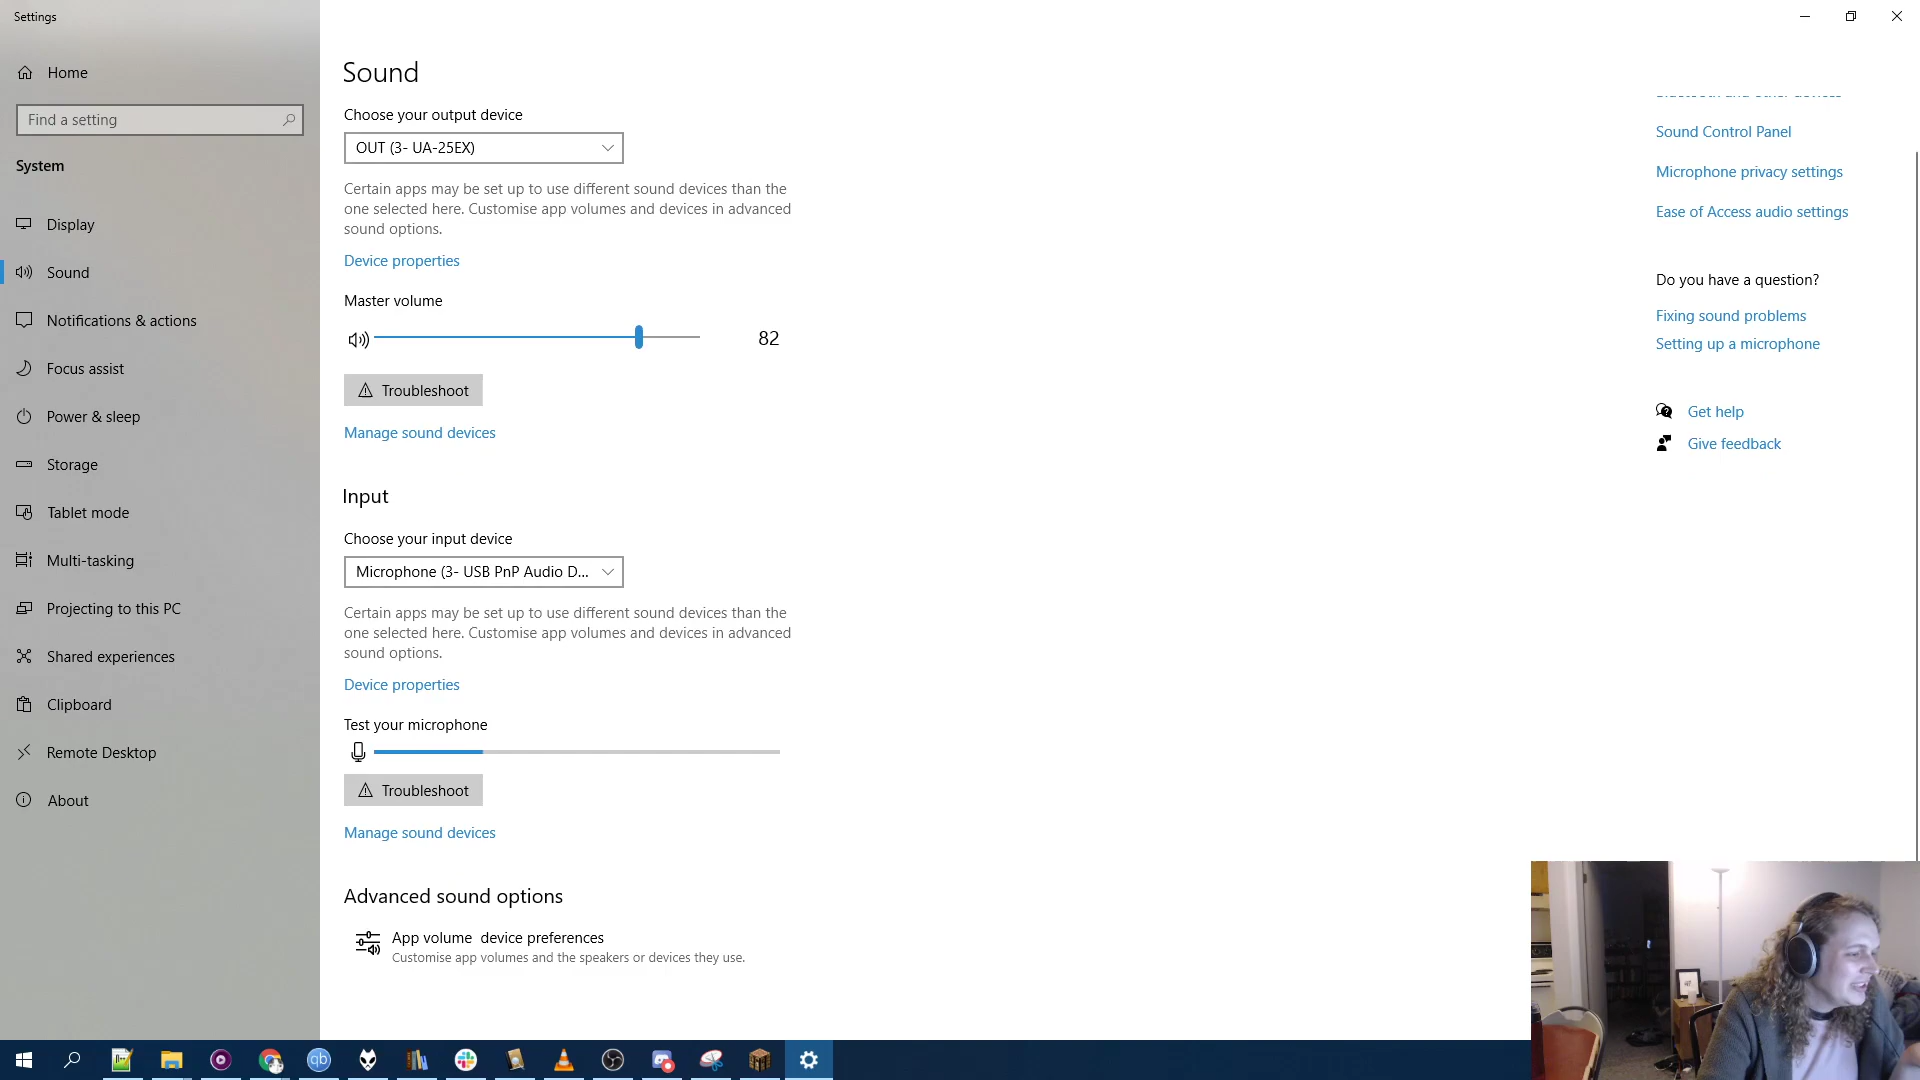 Settings
Home
Find a setting
System
Display
Sound
Notifications & actions
Focus assist
Power & sleep
Storage
Tablet mode
Multi-tasking
Projecting to this PC
Shared experiences
Clipboard
Remote Desktop
About
Sound
Choose your output device
OUT (3- UA-25EX)
Certain apps may be set up to use different sound devices than the
one selected here. Customise app volumes and devices in advanced
sound options.
Device properties
Master volume
82
Troubleshoot
Manage sound devices
Input
Choose your input device
Microphone (3- USB PnP Audio D...
Certain apps may be set up to use different sound devices than the
one selected here. Customise app volumes and devices in advanced
sound options.
Device properties
Test your microphone
Troubleshoot
Manage sound devices
Advanced sound options
App volume device preferences
Customise app volumes and the speakers or devices they use.
Sound Control Panel
Microphone privacy settings
Ease of Access audio settings
Do you have a question?
Fixing sound problems
Setting up a microphone
Get help
Give feedback
qb